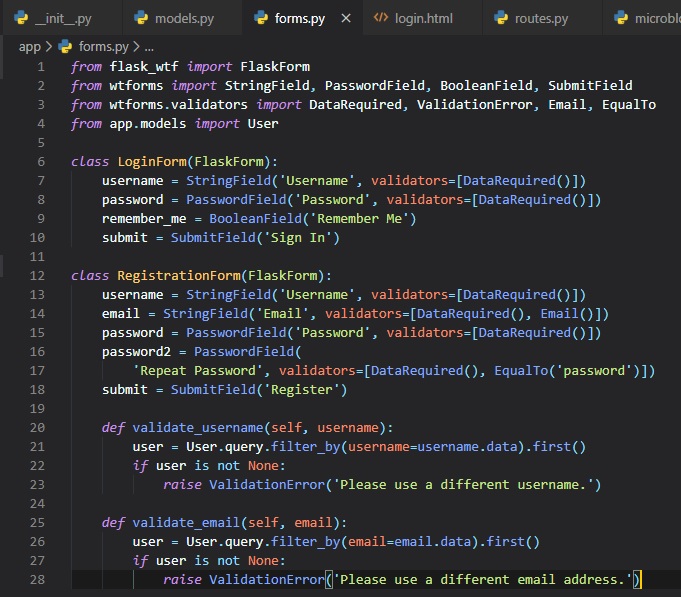 __init__.py models.py forms.py login.html routes.py
app > forms.py > ...
1 from flask_wtf import FlaskForm
2 from wtforms import StringField, PasswordField, BooleanField, SubmitField
3 from wtforms.validators import DataRequired, ValidationError, Email, EqualTo
4 from app.models import User
5
6 class LoginForm(FlaskForm):
7     username = StringField('Username', validators=[DataRequired()])
8     password = PasswordField('Password', validators=[DataRequired()])
9     remember_me = BooleanField('Remember Me')
10     submit = SubmitField('Sign In')
11
12 class RegistrationForm(FlaskForm):
13     username = StringField('Username', validators=[DataRequired()])
14     email = StringField('Email', validators=[DataRequired(), Email()])
15     password = PasswordField('Password', validators=[DataRequired()])
16     password2 = PasswordField(
17         'Repeat Password', validators=[DataRequired(), EqualTo('password')])
18     submit = SubmitField('Register')
19
20     def validate_username(self, username):
21         user = User.query.filter_by(username=username.data).first()
22         if user is not None:
23             raise ValidationError('Please use a different username.')
24
25     def validate_email(self, email):
26         user = User.query.filter_by(email=email.data).first()
27         if user is not None:
28             raise ValidationError('Please use a different email address.')